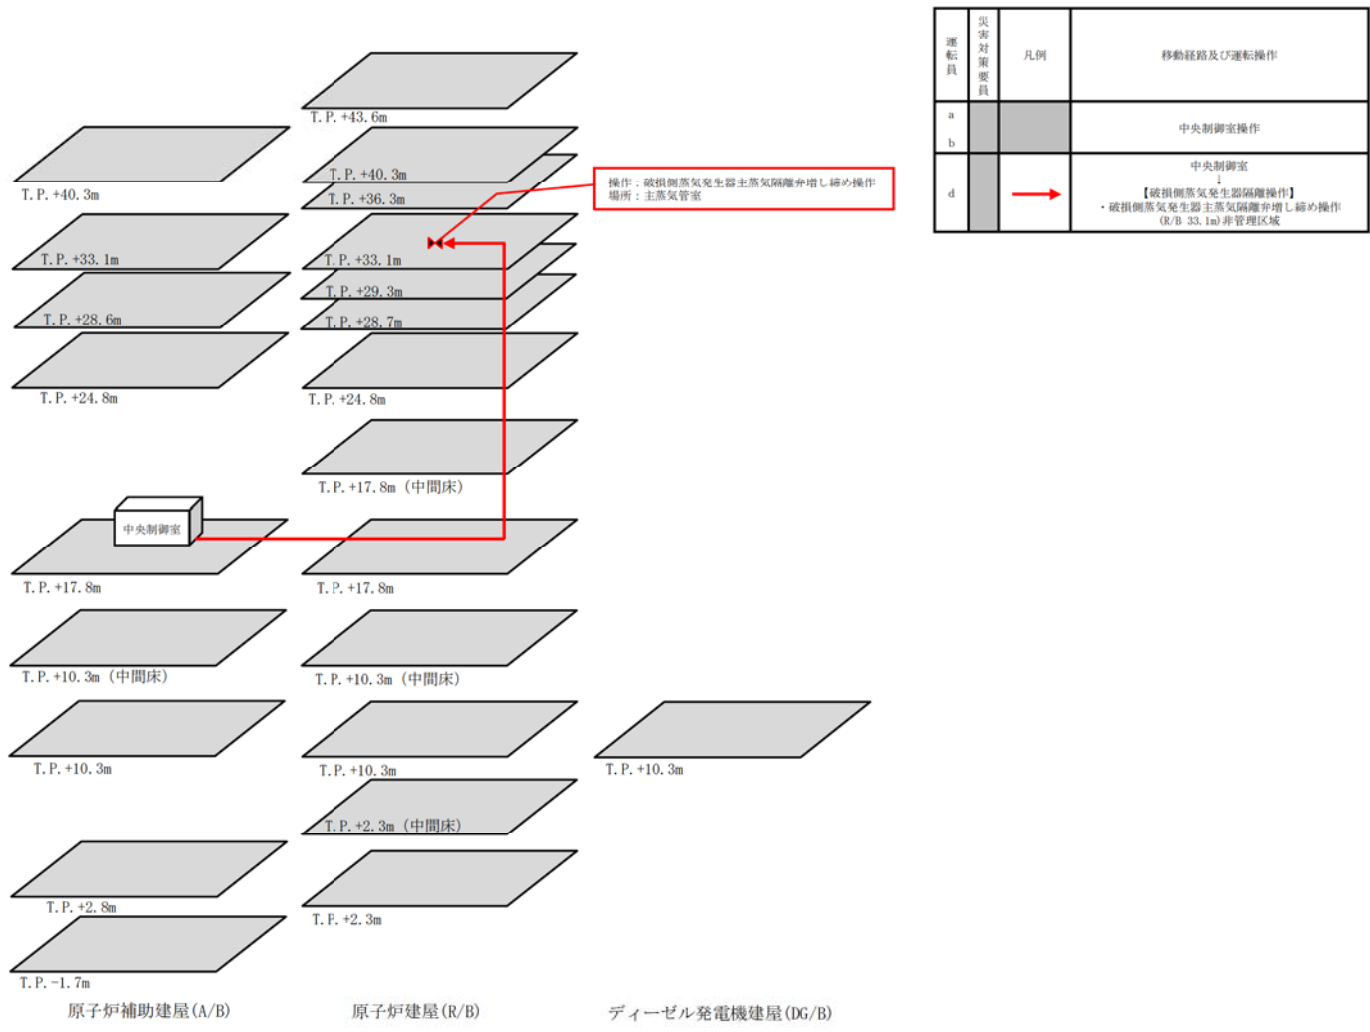 T.P.+43.6m
T.P.+40.3m
T.P.+40.3m
T.P.+36.3m
操作：破損側蒸気発生器主蒸気隔離弁増し締め操作
場所：主蒸気管室
T.P.+33.1m
T.P.+33.1m
T.P.+29.3m
T.P.+28.6m
T.P.+28.7m
T.P.+24.8m
T.P.+24.8m
T.P.+17.8m（中間床）
中央制御室
T.P.+17.8m
T.P.+17.8m
T.P.+10.3m（中間床）
T.P.+10.3m（中間床）
T.P.+10.3m
T.P.+10.3m
T.P.+10.3m
T.P.+2.3m（中間床）
T.P.+2.8m
T.P.+2.3m
T.P.-1.7m
原子炉補助建屋(A/B)
原子炉建屋(R/B)
ディーゼル発電機建屋(DG/B)
運転員
災害対策要員
凡例
移動経路及び運転操作
a
b
中央制御室操作
d
中央制御室
↓
【破損側蒸気発生器隔離操作】
・破損側蒸気発生器主蒸気隔離弁増し締め操作
(R/B 33.1m)非管理区域